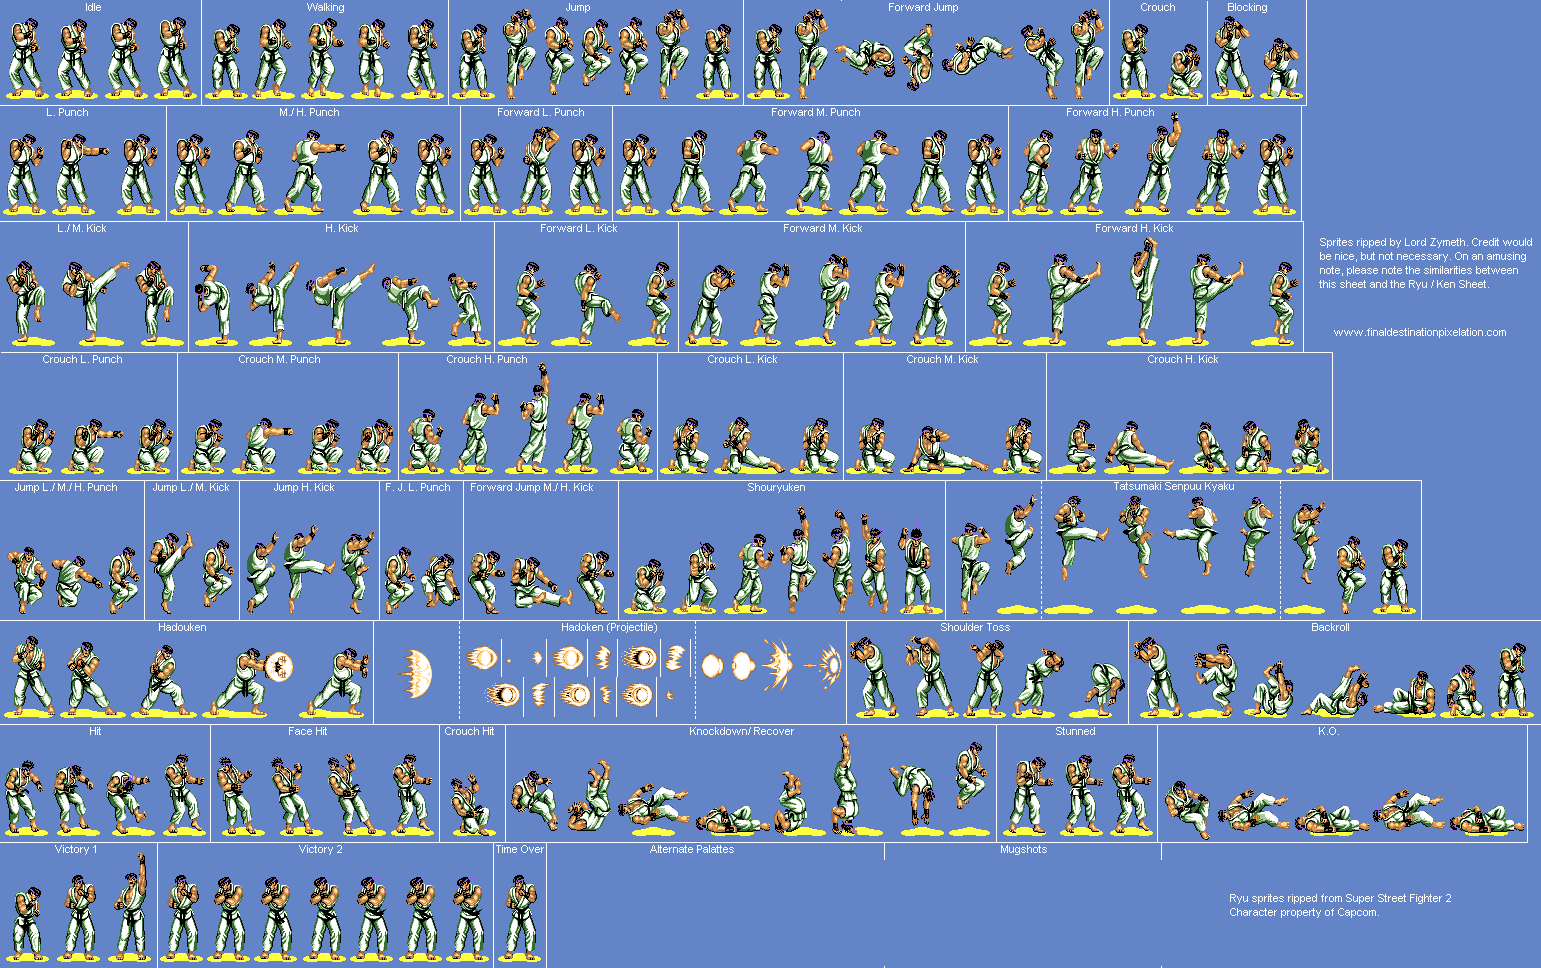 Idle
Walking
Jump
Forward Jump
Crouch
Blocking
L. Punch
M./ H. Punch
Forward L. Punch
Forward M. Punch
Forward H. Punch
L./ M. Kick
H. Kick
Forward L. Kick
Forward M. Kick
Forward H. Kick
Sprites ripped by Lord Zymeth. Credit would
be nice, but not necessary. On an amusing
note, please note the similarities between
this sheet and the Ryu / Ken Sheet.
www.finaldestinationpixelation.com
Crouch L. Punch
Crouch M. Punch
Crouch H. Punch
Crouch L. Kick
Crouch M. Kick
Crouch H. Kick
Jump L./ M./ H. Punch
Jump L./ M. Kick
Jump H. Kick
F. J. L. Punch
Forward Jump M./ H. Kick
Shouryuken
Tatsumaki Senpuu Kyaku
Hadouken
Hadoken (Projectile)
Shoulder Toss
Backroll
Hit
Face Hit
Crouch Hit
Knockdown/ Recover
Stunned
K.O.
Victory 1
Victory 2
Time Over
Alternate Palattes
Mugshots
Ryu sprites ripped from Super Street Fighter 2
Character property of Capcom.